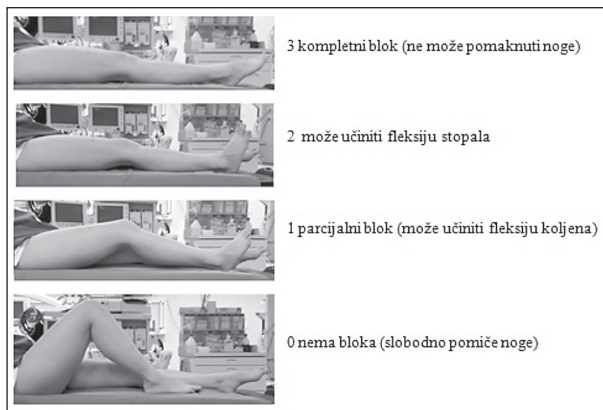 3 kompletni blok (ne može pomaknuti noge)
2 može učiniti fleksiju stopala
1 parcijalni blok (može učiniti fleksiju koljena)
0 nema bloka (slobodno pomiče noge)